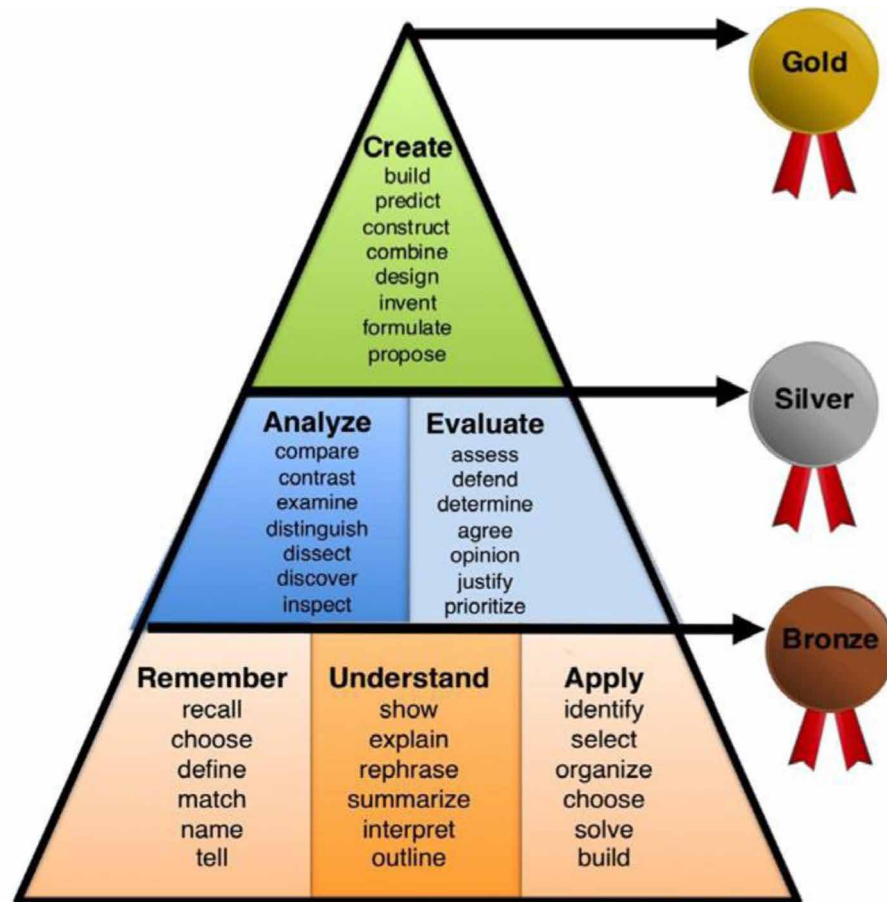 Gold
Create
build
predict
construct
combine
design
invent
formulate
propose
Silver
Analyze
compare
contrast
examine
distinguish
dissect
discover
inspect
Evaluate
assess
defend
determine
agree
opinion
justify
prioritize
Bronze
Remember
recall
choose
define
match
name
tell
Understand
show
explain
rephrase
summarize
interpret
outline
Apply
identify
select
organize
choose
solve
build